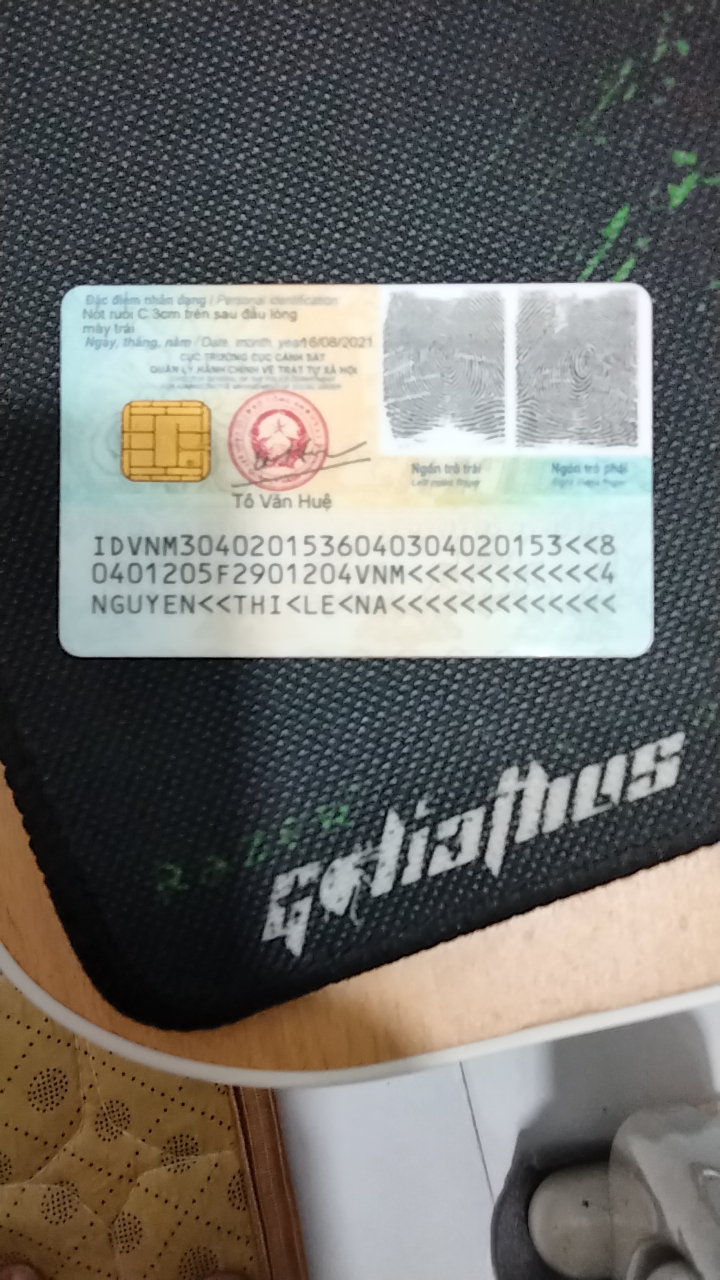 Đặc điểm nhân dạng / Personal identification
Nốt ruồi C 3cm trên sau đầu lông
mày trái
Ngày, tháng, năm / Date, month, year 16/08/2021
CỤC TRƯỞNG CỤC CẢNH SÁT
QUẢN LÝ HÀNH CHÍNH VỀ TRẬT TỰ XÃ HỘI
Tô Văn Huệ
Ngón trỏ trái
Left index finger
Ngón trỏ phải
Right index finger
IDVNM3040201536040304020153<<8
0401205F2901204VNM<<<<<<<<<<<4
NGUYEN<<THI<LE<NA<<<<<<<<<<<<<
RAZER
Goliathus